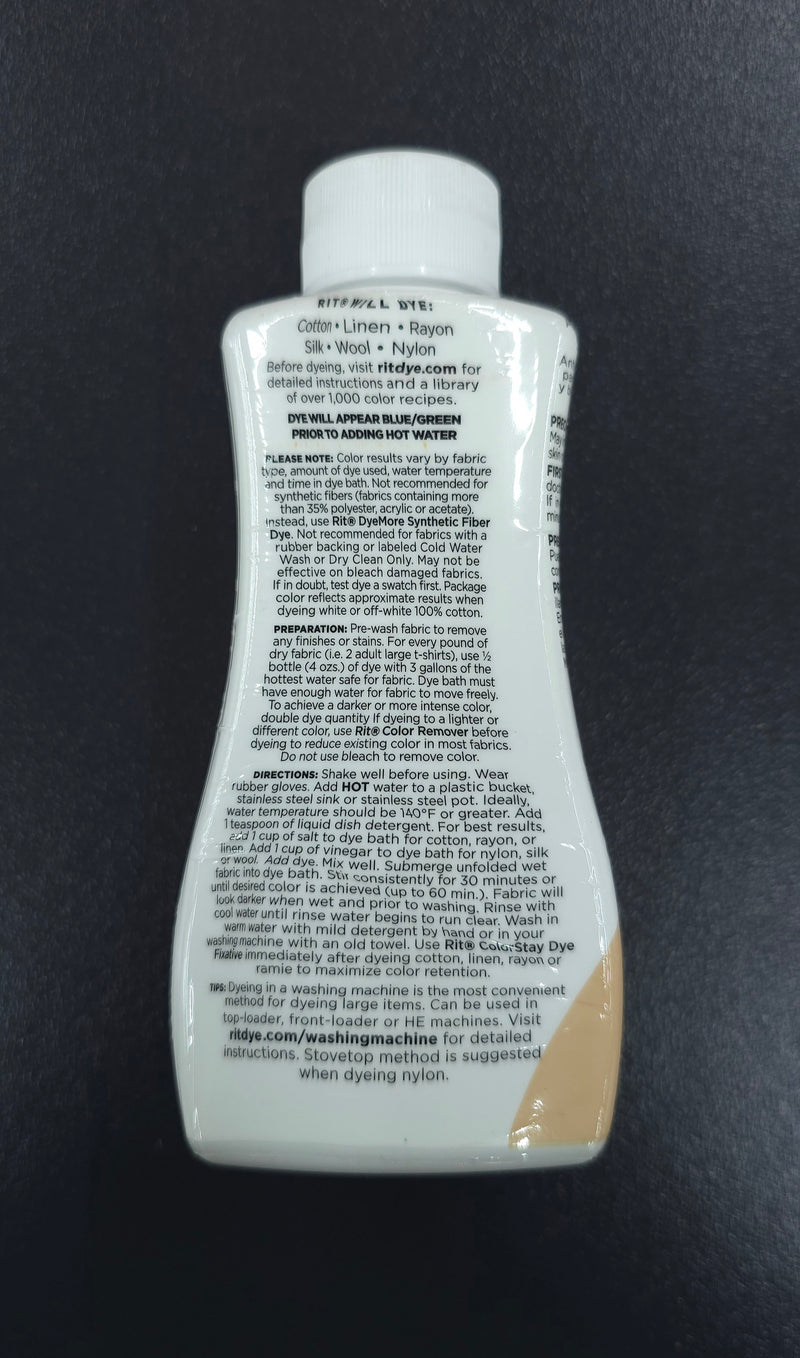 RIT® WILL DYE:
Cotton • Linen • Rayon
Silk • Wool • Nylon
Before dyeing, visit ritdye.com for
detailed instructions and a library
of over 1,000 color recipes.
DYE WILL APPEAR BLUE/GREEN
PRIOR TO ADDING HOT WATER
PLEASE NOTE: Color results vary by fabric
type, amount of dye used, water temperature
and time in dye bath. Not recommended for
synthetic fibers (fabrics containing more
than 35% polyester, acrylic or acetate).
Instead, use Rit® DyeMore Synthetic Fiber
Dye. Not recommended for fabrics with a
rubber backing or labeled Cold Water
Wash or Dry Clean Only. May not be
effective on bleach damaged fabrics.
If in doubt, test dye a swatch first. Package
color reflects approximate results when
dyeing white or off-white 100% cotton.
PREPARATION: Pre-wash fabric to remove
any finishes or stains. For every pound of
dry fabric (i.e. 2 adult large t-shirts), use ½
bottle (4 ozs.) of dye with 3 gallons of the
hottest water safe for fabric. Dye bath must
have enough water for fabric to move freely.
To achieve a darker or more intense color,
double dye quantity If dyeing to a lighter or
different color, use Rit® Color Remover before
dyeing to reduce existing color in most fabrics.
Do not use bleach to remove color.
DIRECTIONS: Shake well before using. Wear
rubber gloves. Add HOT water to a plastic bucket,
stainless steel sink or stainless steel pot. Ideally,
water temperature should be 140°F or greater. Add
1 teaspoon of liquid dish detergent. For best results,
add 1 cup of salt to dye bath for cotton, rayon, or
linen. Add 1 cup of vinegar to dye bath for nylon, silk
or wool. Add dye. Mix well. Submerge unfolded wet
fabric into dye bath. Stir consistently for 30 minutes or
until desired color is achieved (up to 60 min.). Fabric will
look darker when wet and prior to washing. Rinse with
cool water until rinse water begins to run clear. Wash in
warm water with mild detergent by hand or in your
washing machine with an old towel. Use Rit® ColorStay Dye
Fixative immediately after dyeing cotton, linen, rayon or
ramie to maximize color retention.
TIPS: Dyeing in a washing machine is the most convenient
method for dyeing large items. Can be used in
top-loader, front-loader or HE machines. Visit
ritdye.com/washingmachine for detailed
instructions. Stovetop method is suggested
when dyeing nylon.